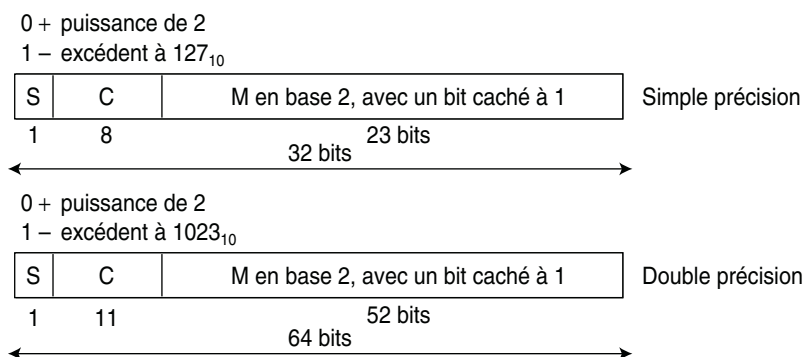 0 + puissance de 2
1 – excédent à 127₁₀
S C M en base 2, avec un bit caché à 1 Simple précision
1 8 23 bits
32 bits
0 + puissance de 2
1 – excédent à 1023₁₀
S C M en base 2, avec un bit caché à 1 Double précision
1 11 52 bits
64 bits